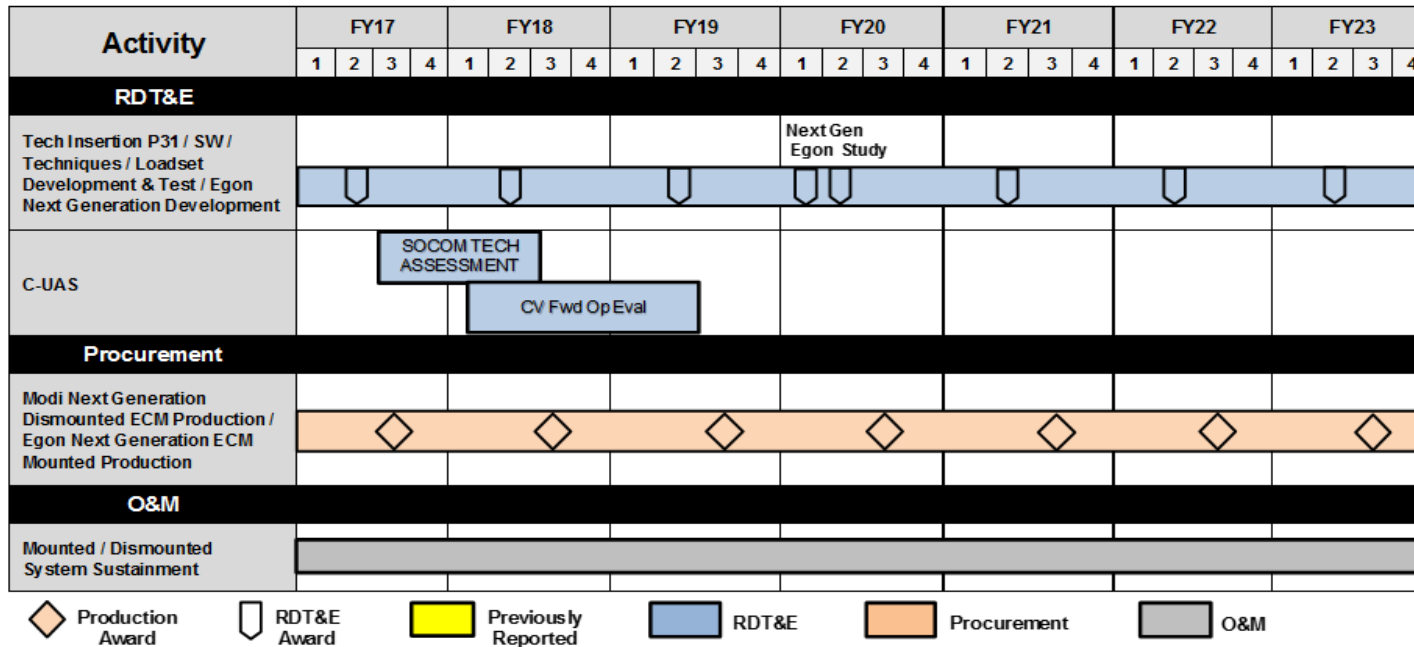 Activity
FY17 FY18 FY19 FY20 FY21 FY22 FY23
1 2 3 4 1 2 3 4 1 2 3 4 1 2 3 4 1 2 3 4 1 2 3 4 1 2 3 4
RDT&E
Tech Insertion P31 / SW /
Techniques / Loadset
Development & Test / Egon
Next Generation Development
Next Gen
Egon Study
C-UAS
SOCOM TECH
ASSESSMENT
CV Fwd Op Eval
Procurement
Modi Next Generation
Dismounted ECM Production /
Egon Next Generation ECM
Mounted Production
O&M
Mounted / Dismounted
System Sustainment
Production
Award
RDT&E
Award
Previously
Reported
RDT&E
Procurement
O&M